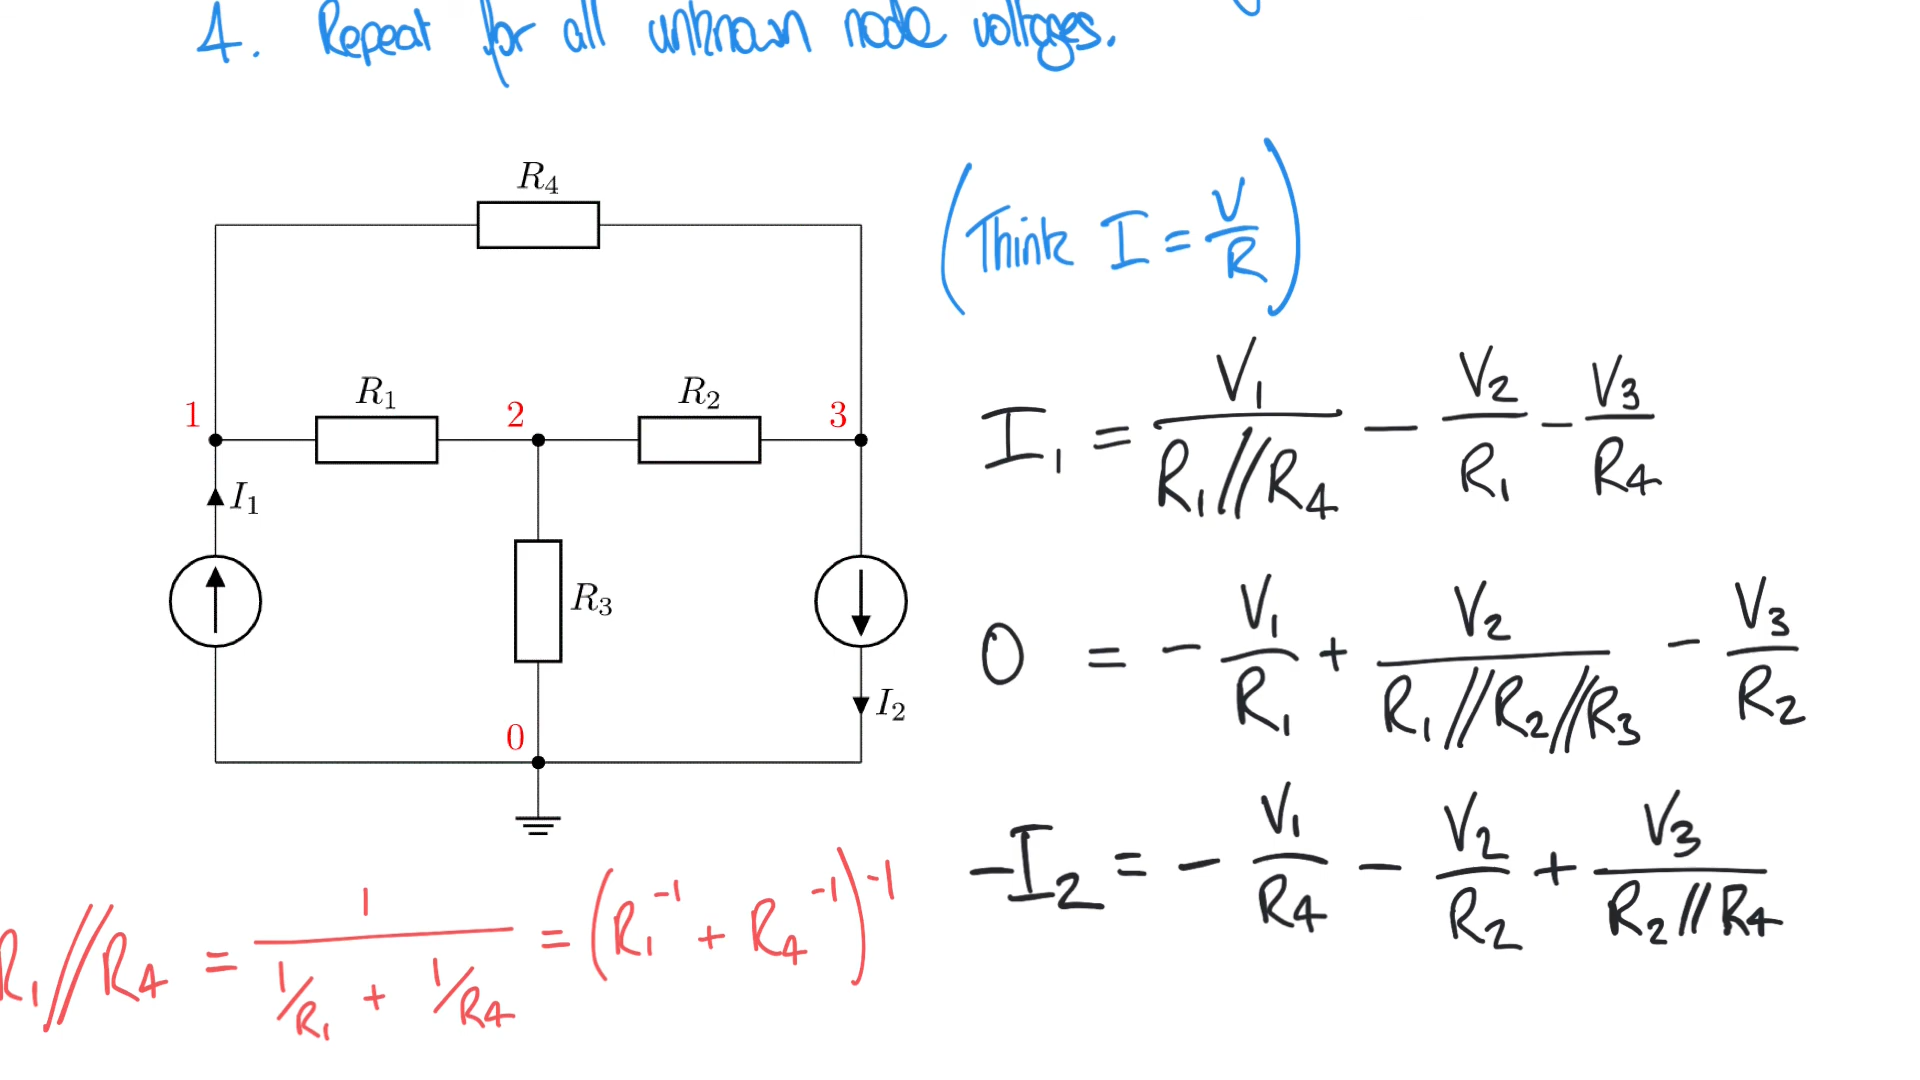 4. Repeat for all unknown node voltages.
R₄
(Think I = V/R)
1 R₁ 2 R₂ 3
I₁
I₁ = V₁/(R₁//R₄) − V₂/R₁ − V₃/R₄
R₃
0 = −V₁/R₁ + V₂/(R₁//R₂//R₃) − V₃/R₂
I₂
0
−I₂ = −V₁/R₄ − V₂/R₂ + V₃/(R₂//R₄)
R₁//R₄ = 1/(1/R₁ + 1/R₄) = (R₁⁻¹ + R₄⁻¹)⁻¹